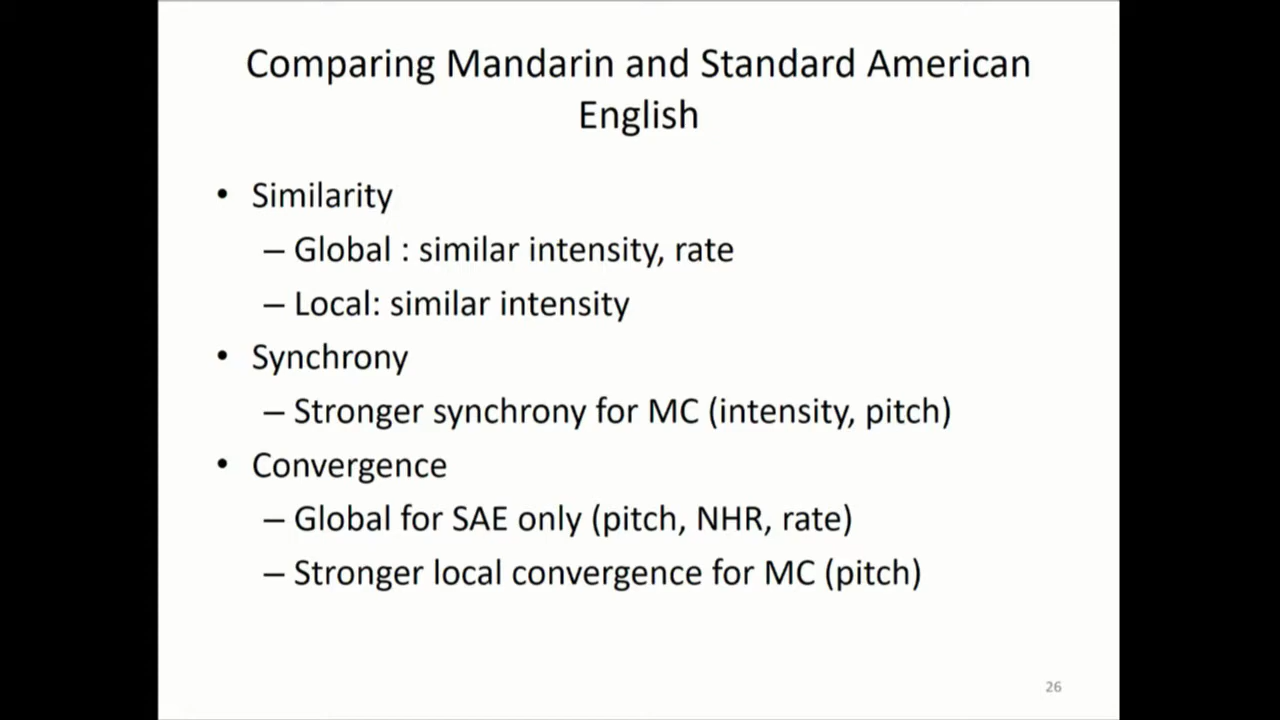 Comparing Mandarin and Standard American
English
• Similarity
– Global : similar intensity, rate
– Local: similar intensity
• Synchrony
– Stronger synchrony for MC (intensity, pitch)
• Convergence
– Global for SAE only (pitch, NHR, rate)
– Stronger local convergence for MC (pitch)
26